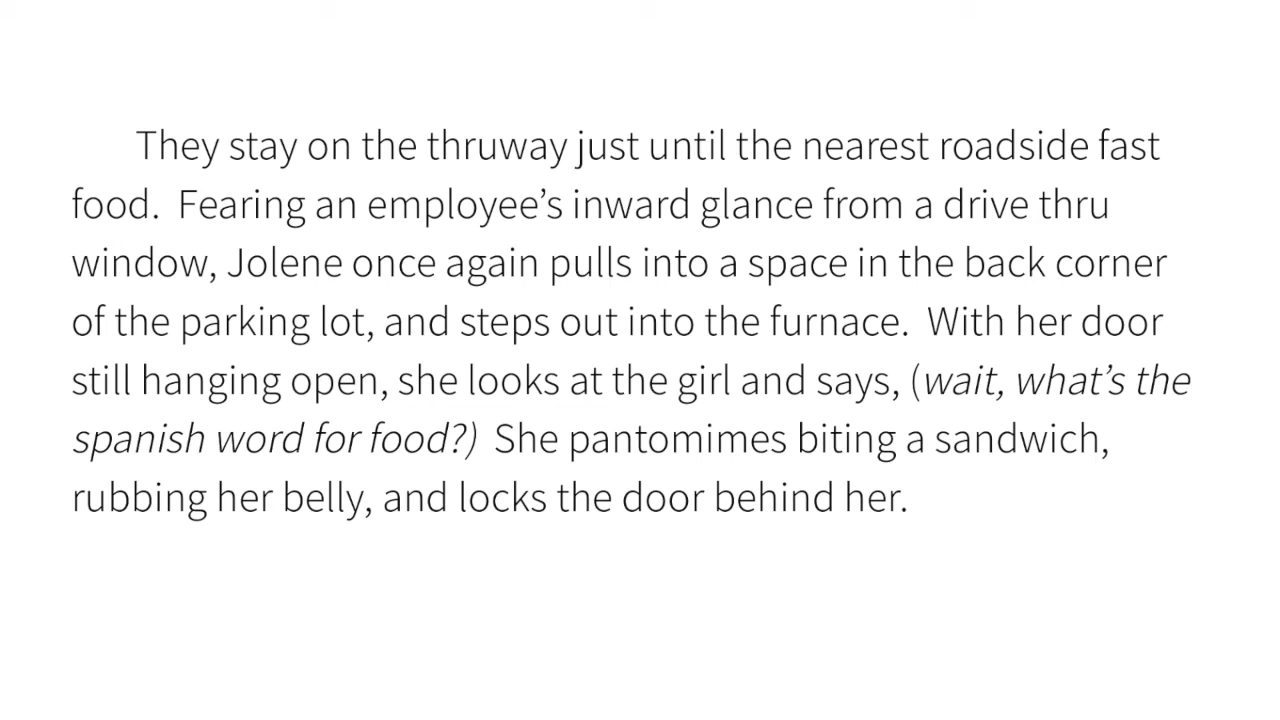 They stay on the thruway just until the nearest roadside fast
food.  Fearing an employee’s inward glance from a drive thru
window, Jolene once again pulls into a space in the back corner
of the parking lot, and steps out into the furnace.  With her door
still hanging open, she looks at the girl and says, (wait, what’s the
spanish word for food?)  She pantomimes biting a sandwich,
rubbing her belly, and locks the door behind her.